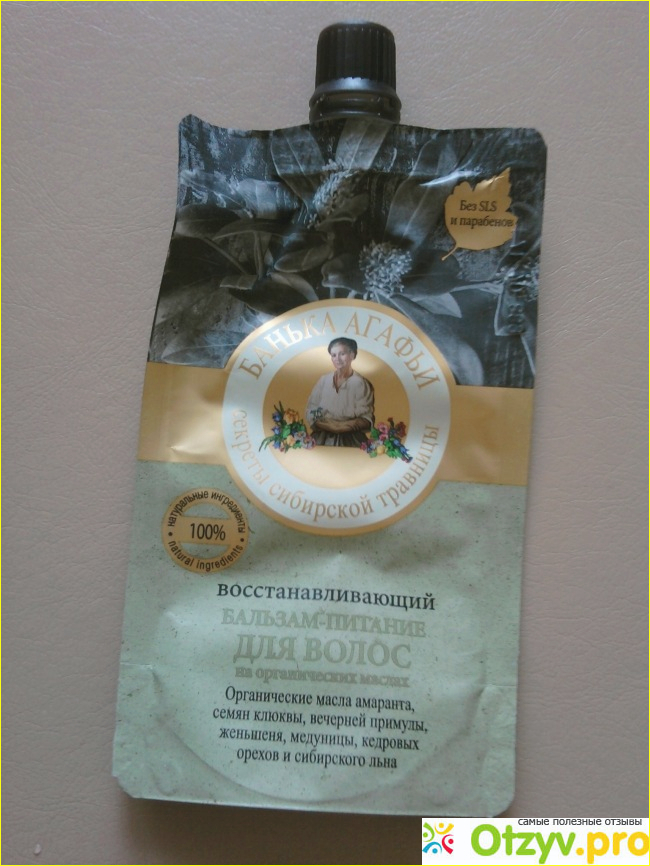 Без SLS
и парабенов
БАНЬКА АГАФЬИ
секреты сибирской травницы
натуральные ингредиенты
100%
natural ingredients
восстанавливающий
БАЛЬЗАМ-ПИТАНИЕ
ДЛЯ ВОЛОС
на органических маслах
Органические масла амаранта,
семян клюквы, вечерней примулы,
женьшеня, медуницы, кедровых
орехов и сибирского льна
самые полезные отзывы
Otzyv.pro